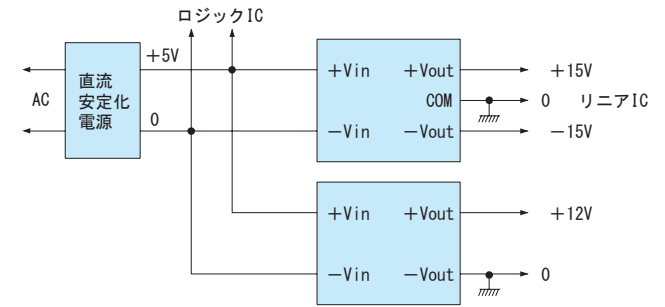 ロジックIC
+5V
AC
直流
安定化
電源
0
+Vin
+Vout
+15V
COM
0
リニアIC
−Vin
−Vout
−15V
+Vin
+Vout
+12V
−Vin
−Vout
0